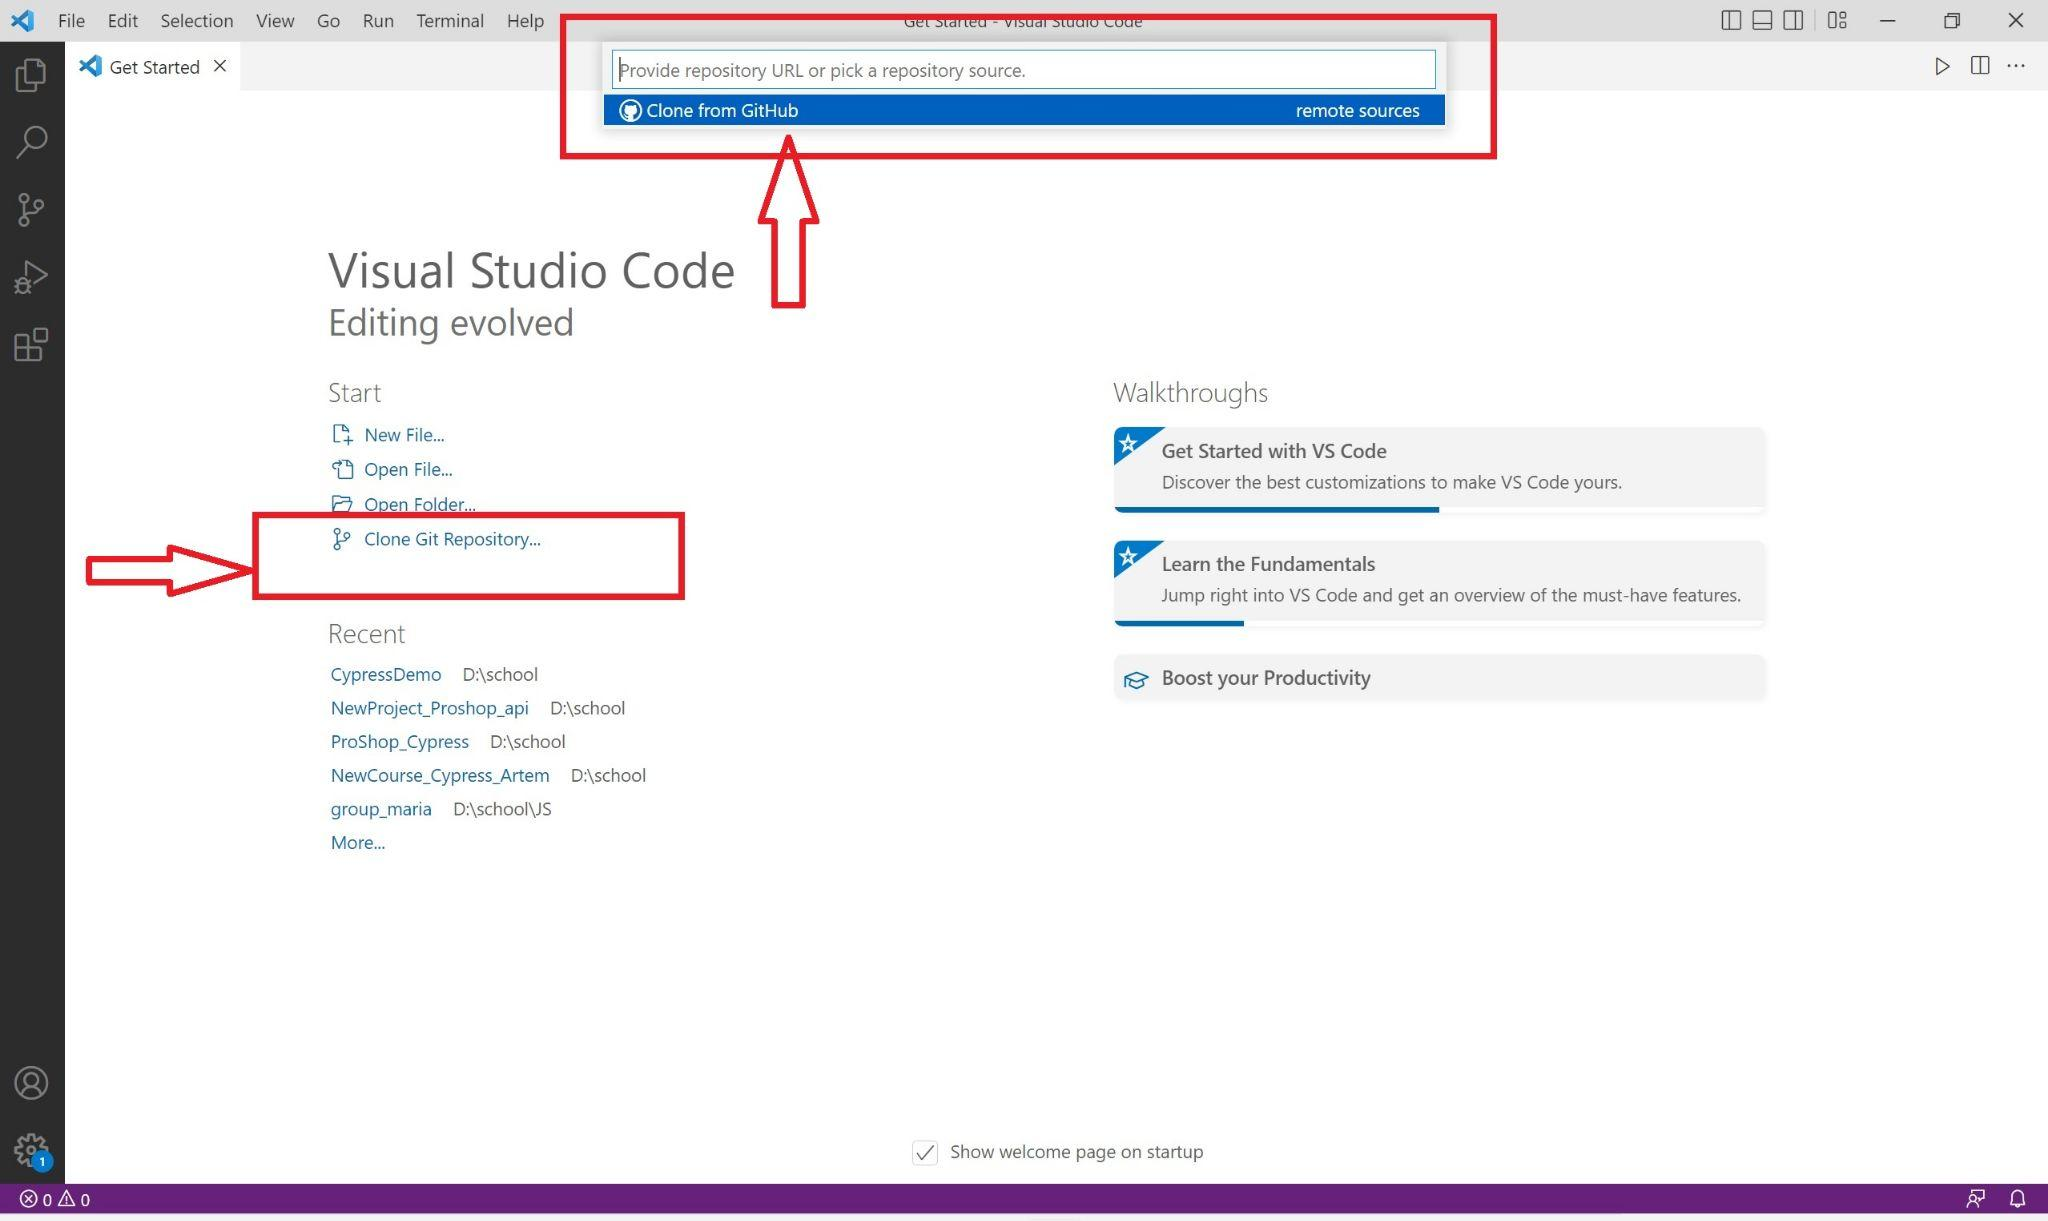 File Edit Selection View Go Run Terminal Help Get Started - Visual Studio Code
Get Started
Provide repository URL or pick a repository source.
Clone from GitHub remote sources
Visual Studio Code
Editing evolved
Start
New File...
Open File...
Open Folder...
Clone Git Repository...
Recent
CypressDemo D:\school
NewProject_Proshop_api D:\school
ProShop_Cypress D:\school
NewCourse_Cypress_Artem D:\school
group_maria D:\school\JS
More...
Walkthroughs
Get Started with VS Code
Discover the best customizations to make VS Code yours.
Learn the Fundamentals
Jump right into VS Code and get an overview of the must-have features.
Boost your Productivity
Show welcome page on startup
1
0 0